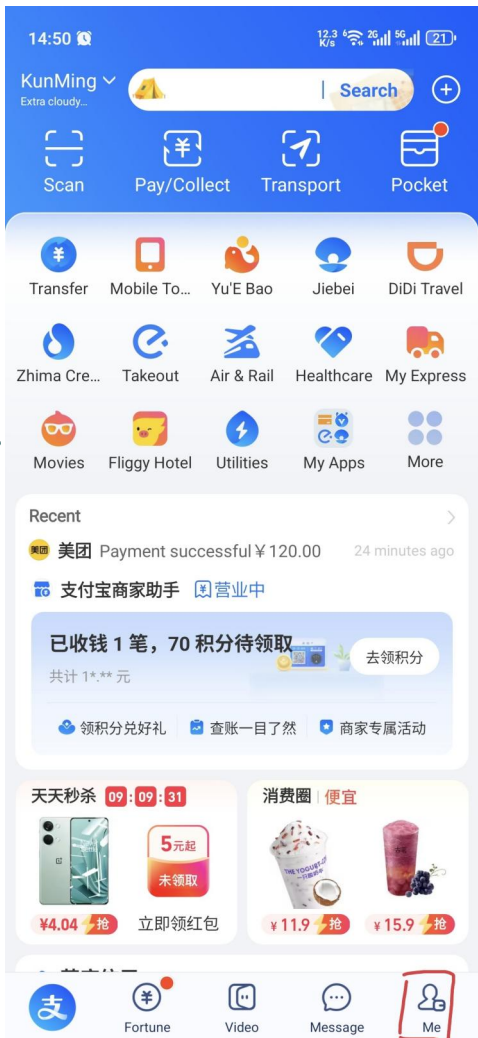 14:50
12.3 K/s 6 2G 5G 21
KunMing
Extra cloudy...
Search
Scan Pay/Collect Transport Pocket
Transfer Mobile To... Yu'E Bao Jiebei DiDi Travel
Zhima Cre... Takeout Air & Rail Healthcare My Express
Movies Fliggy Hotel Utilities My Apps More
Recent
美团 美团 Payment successful¥120.00 24 minutes ago
支付宝商家助手 营业中
已收钱 1 笔，70 积分待领取
共计 1*.** 元
去领积分
领积分兑好礼 查账一目了然 商家专属活动
天天秒杀 09:09:31
5元起
未领取
¥4.04 抢 立即领红包
消费圈 便宜
¥11.9 抢 ¥15.9 抢
支
Fortune Video Message Me